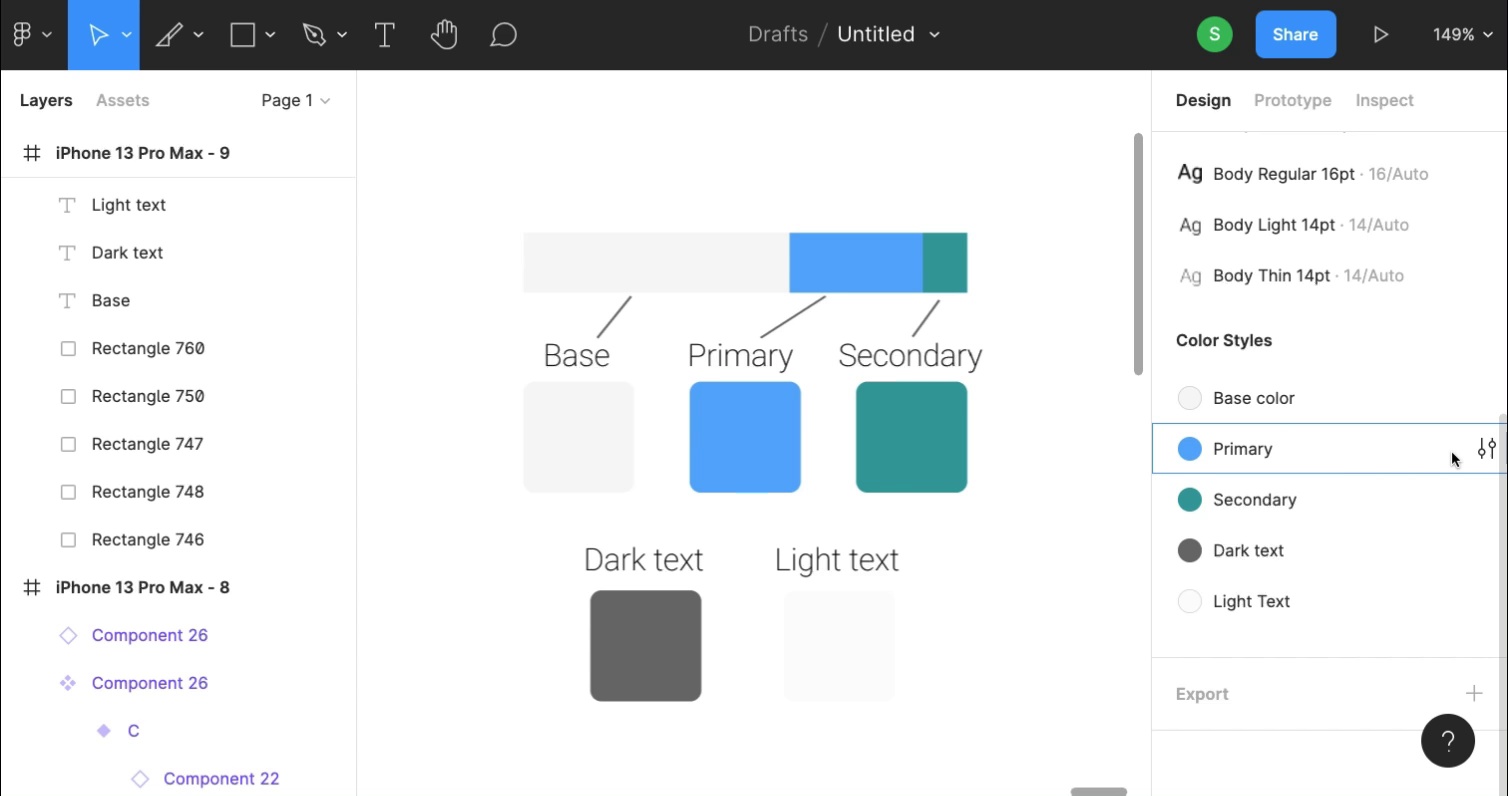 Drafts / Untitled
S
Share
149%
Layers
Assets
Page 1
iPhone 13 Pro Max - 9
Light text
Dark text
Base
Rectangle 760
Rectangle 750
Rectangle 747
Rectangle 748
Rectangle 746
iPhone 13 Pro Max - 8
Component 26
Component 26
C
Component 22
Base
Primary
Secondary
Dark text
Light text
Design
Prototype
Inspect
Ag Body Regular 16pt · 16/Auto
Ag Body Light 14pt · 14/Auto
Ag Body Thin 14pt · 14/Auto
Color Styles
Base color
Primary
Secondary
Dark text
Light Text
Export
?